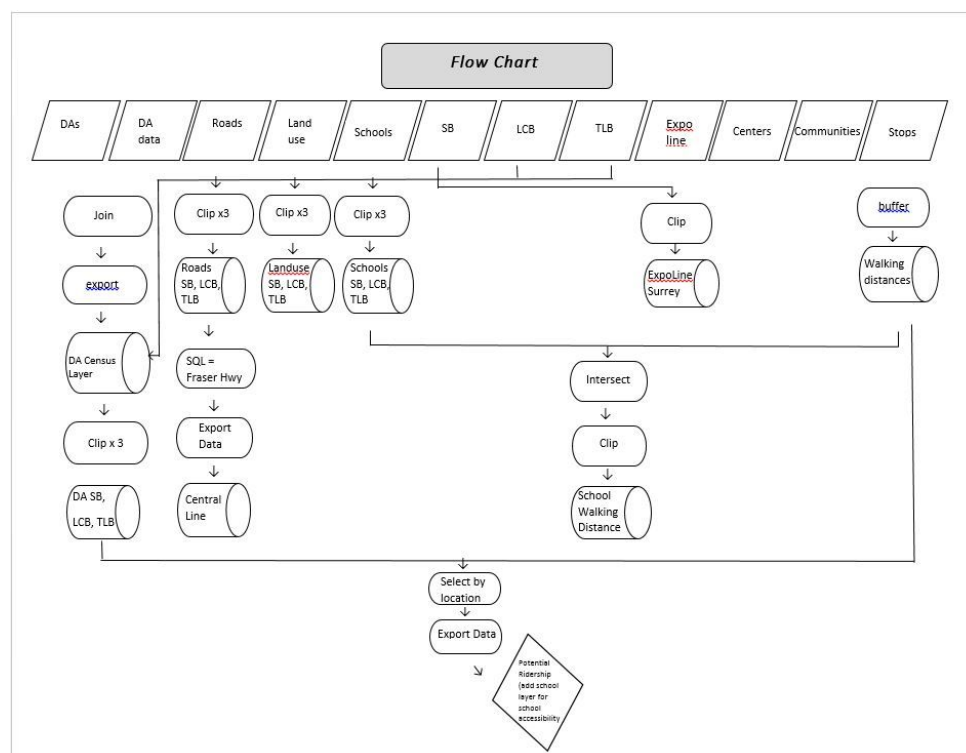 Flow Chart
DAs
DA
data
Roads
Land
use
Schools
SB
LCB
TLB
Expo
line
Centers
Communities
Stops
Join
Clip x3
Clip x3
Clip x3
Clip
buffer
export
Roads
SB, LCB,
TLB
Landuse
SB, LCB,
TLB
Schools
SB, LCB,
TLB
ExpoLine
Surrey
Walking
distances
DA Census
Layer
SQL =
Fraser Hwy
Intersect
Clip x 3
Export
Data
Clip
DA SB,
LCB, TLB
Central
Line
School
Walking
Distance
Select by
location
Export Data
Potential
Ridership
(add school
layer for
school
accessibility